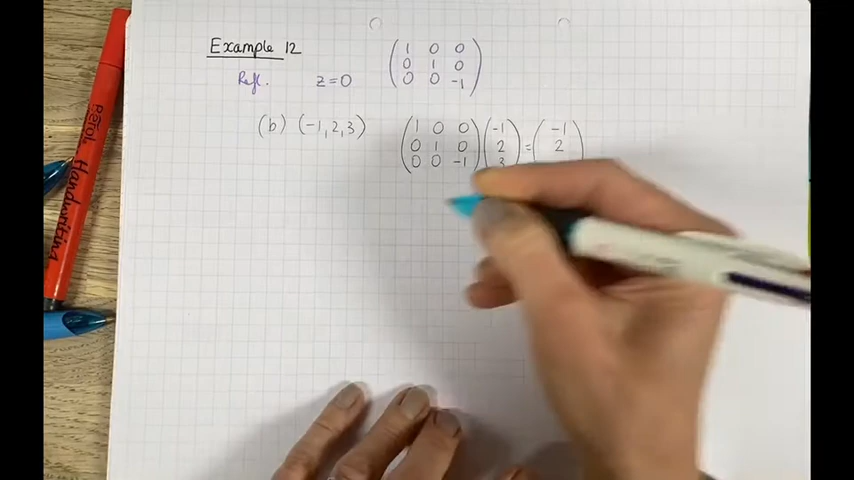 Example 12
Refl. z=0 (1 0 0
0 1 0
0 0 -1)
(b) (-1,2,3) (1 0 0
0 1 0
0 0 -1) (-1
2
3) = (-1
2
Handwriting Retro